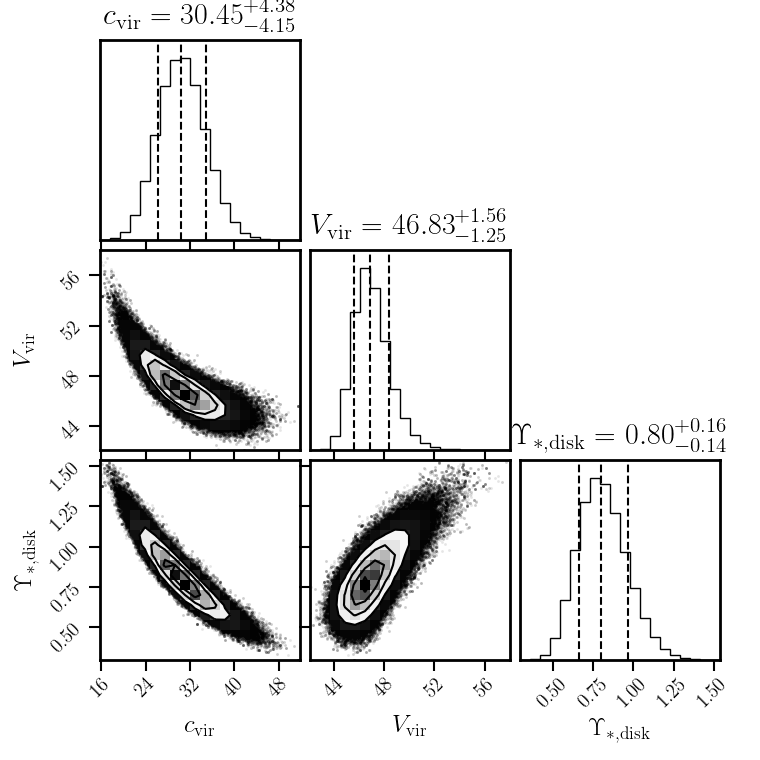 c_vir = 30.45^{+4.38}_{−4.15}
V_vir = 46.83^{+1.56}_{−1.25}
56
52
48
44
V_vir
Υ_{∗,disk} = 0.80^{+0.16}_{−0.14}
1.50
1.25
1.00
0.75
0.50
Υ_{∗,disk}
16 24 32 40 48
44 48 52 56
0.50 0.75 1.00 1.25 1.50
c_vir
V_vir
Υ_{∗,disk}